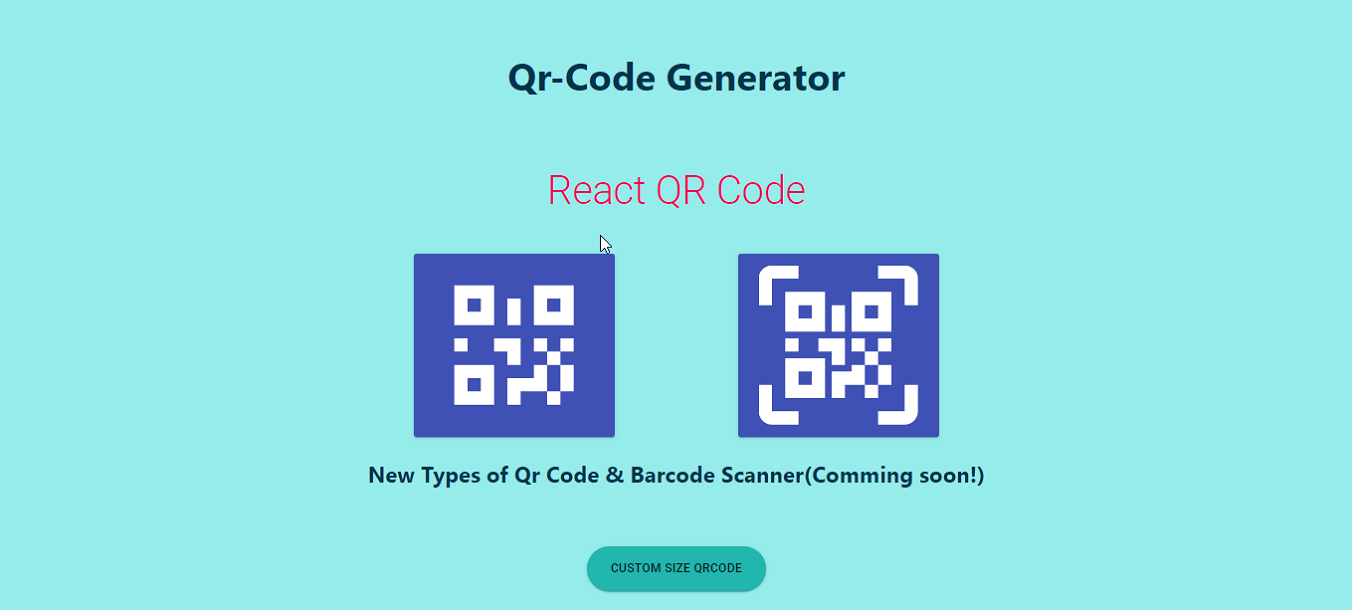 Qr-Code Generator
React QR Code
New Types of Qr Code & Barcode Scanner(Comming soon!)
CUSTOM SIZE QRCODE